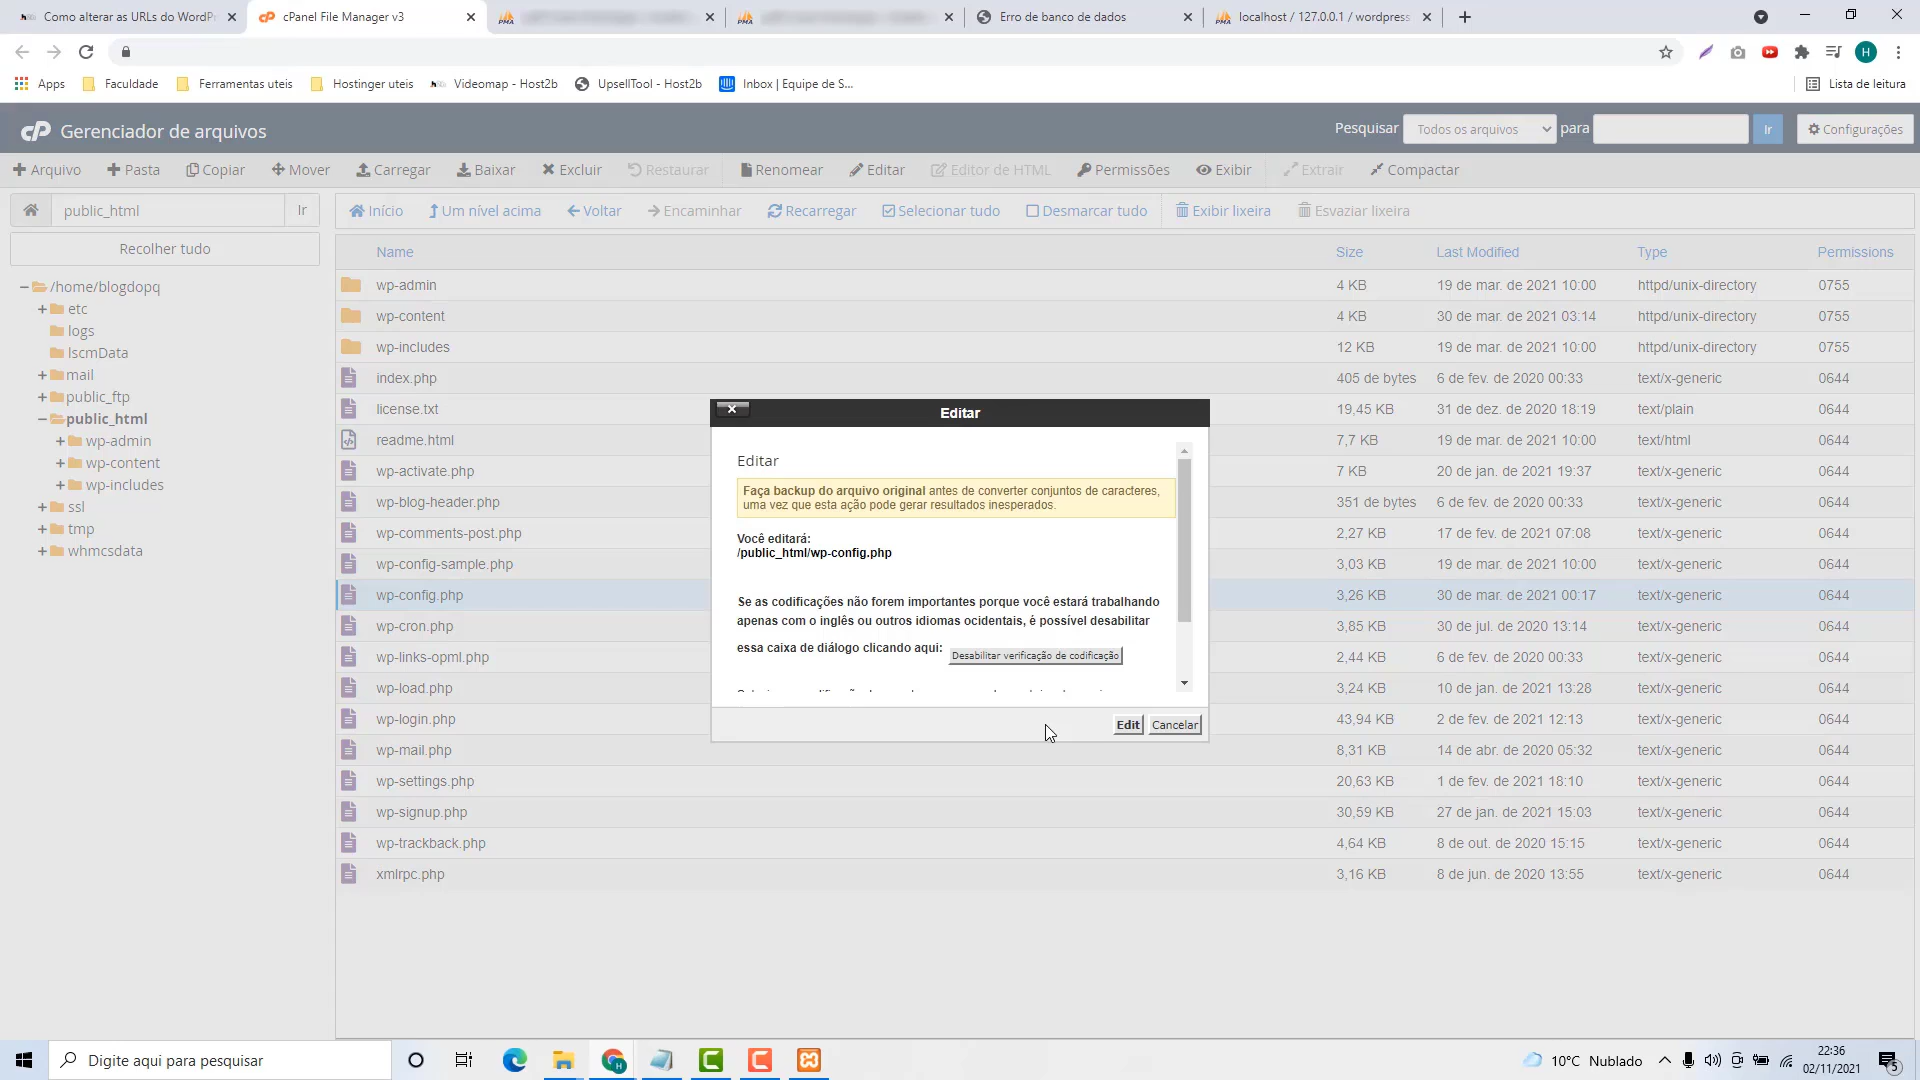 Como alterar as URLs do WordPr
cPanel File Manager v3
Erro de banco de dados
localhost / 127.0.0.1 / wordpress
Apps
Faculdade
Ferramentas uteis
Hostinger uteis
Videomap - Host2b
UpsellTool - Host2b
Inbox | Equipe de S...
Lista de leitura
cP Gerenciador de arquivos
Pesquisar Todos os arquivos para Ir Configurações
Arquivo Pasta Copiar Mover Carregar Baixar Excluir Restaurar Renomear Editar Editor de HTML Permissões Exibir Extrair Compactar
public_html Ir
Início Um nível acima Voltar Encaminhar Recarregar Selecionar tudo Desmarcar tudo Exibir lixeira Esvaziar lixeira
Recolher tudo
/home/blogdopq
etc
logs
lscmData
mail
public_ftp
public_html
wp-admin
wp-content
wp-includes
ssl
tmp
whmcsdata
Name Size Last Modified Type Permissions
wp-admin 4 KB 19 de mar. de 2021 10:00 httpd/unix-directory 0755
wp-content 4 KB 30 de mar. de 2021 03:14 httpd/unix-directory 0755
wp-includes 12 KB 19 de mar. de 2021 10:00 httpd/unix-directory 0755
index.php 405 de bytes 6 de fev. de 2020 00:33 text/x-generic 0644
license.txt 19,45 KB 31 de dez. de 2020 18:19 text/plain 0644
readme.html 7,7 KB 19 de mar. de 2021 10:00 text/html 0644
wp-activate.php 7 KB 20 de jan. de 2021 19:37 text/x-generic 0644
wp-blog-header.php 351 de bytes 6 de fev. de 2020 00:33 text/x-generic 0644
wp-comments-post.php 2,27 KB 17 de fev. de 2021 07:08 text/x-generic 0644
wp-config-sample.php 3,03 KB 19 de mar. de 2021 10:00 text/x-generic 0644
wp-config.php 3,26 KB 30 de mar. de 2021 00:17 text/x-generic 0644
wp-cron.php 3,85 KB 30 de jul. de 2020 13:14 text/x-generic 0644
wp-links-opml.php 2,44 KB 6 de fev. de 2020 00:33 text/x-generic 0644
wp-load.php 3,24 KB 10 de jan. de 2021 13:28 text/x-generic 0644
wp-login.php 43,94 KB 2 de fev. de 2021 12:13 text/x-generic 0644
wp-mail.php 8,31 KB 14 de abr. de 2020 05:32 text/x-generic 0644
wp-settings.php 20,63 KB 1 de fev. de 2021 18:10 text/x-generic 0644
wp-signup.php 30,59 KB 27 de jan. de 2021 15:03 text/x-generic 0644
wp-trackback.php 4,64 KB 8 de out. de 2020 15:15 text/x-generic 0644
xmlrpc.php 3,16 KB 8 de jun. de 2020 13:55 text/x-generic 0644
Editar
Editar
Faça backup do arquivo original antes de converter conjuntos de caracteres,
uma vez que esta ação pode gerar resultados inesperados.
Você editará:
/public_html/wp-config.php
Se as codificações não forem importantes porque você estará trabalhando
apenas com o inglês ou outros idiomas ocidentais, é possível desabilitar
essa caixa de diálogo clicando aqui: Desabilitar verificação de codificação
Edit Cancelar
Digite aqui para pesquisar
10°C Nublado
22:36
02/11/2021
5
H
PMA
PMA
PMA